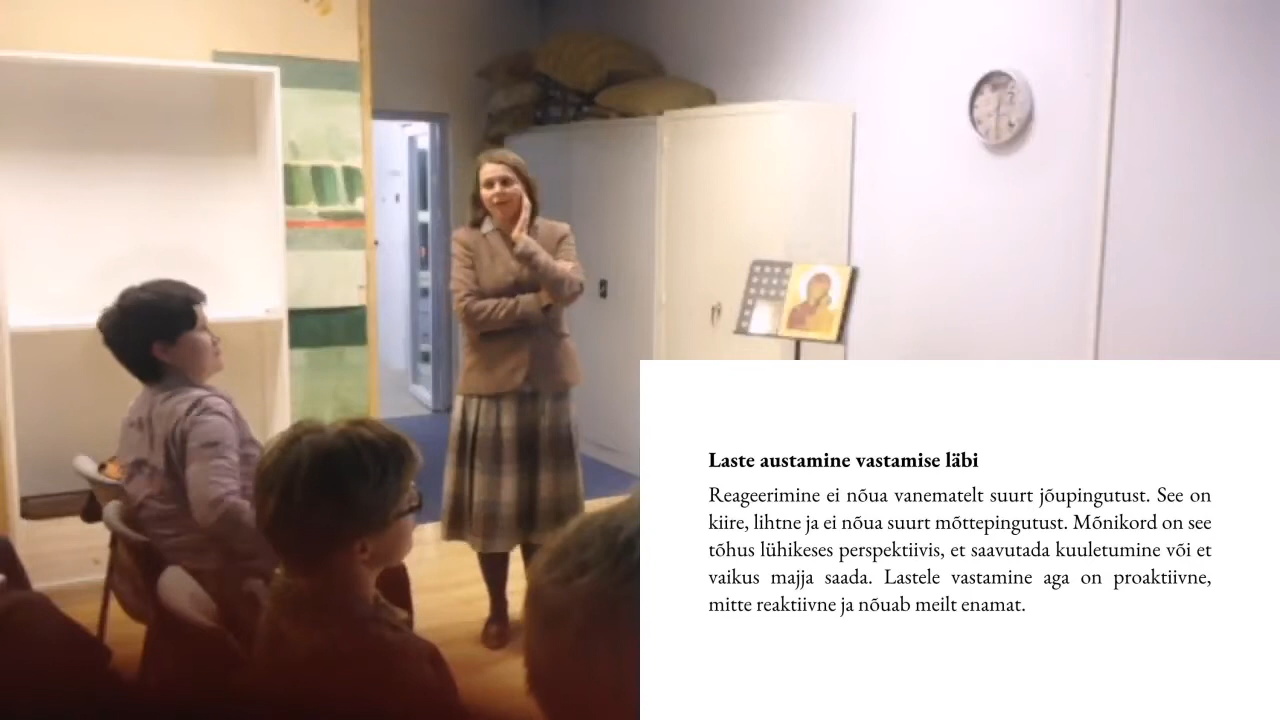 Laste austamine vastamise läbi
Reageerimine ei nõua vanematelt suurt jõupingutust. See on
kiire, lihtne ja ei nõua suurt mõttepingutust. Mõnikord on see
tõhus lühikeses perspektiivis, et saavutada kuuletumine või et
vaikus majja saada. Lastele vastamine aga on proaktiivne,
mitte reaktiivne ja nõuab meilt enamat.